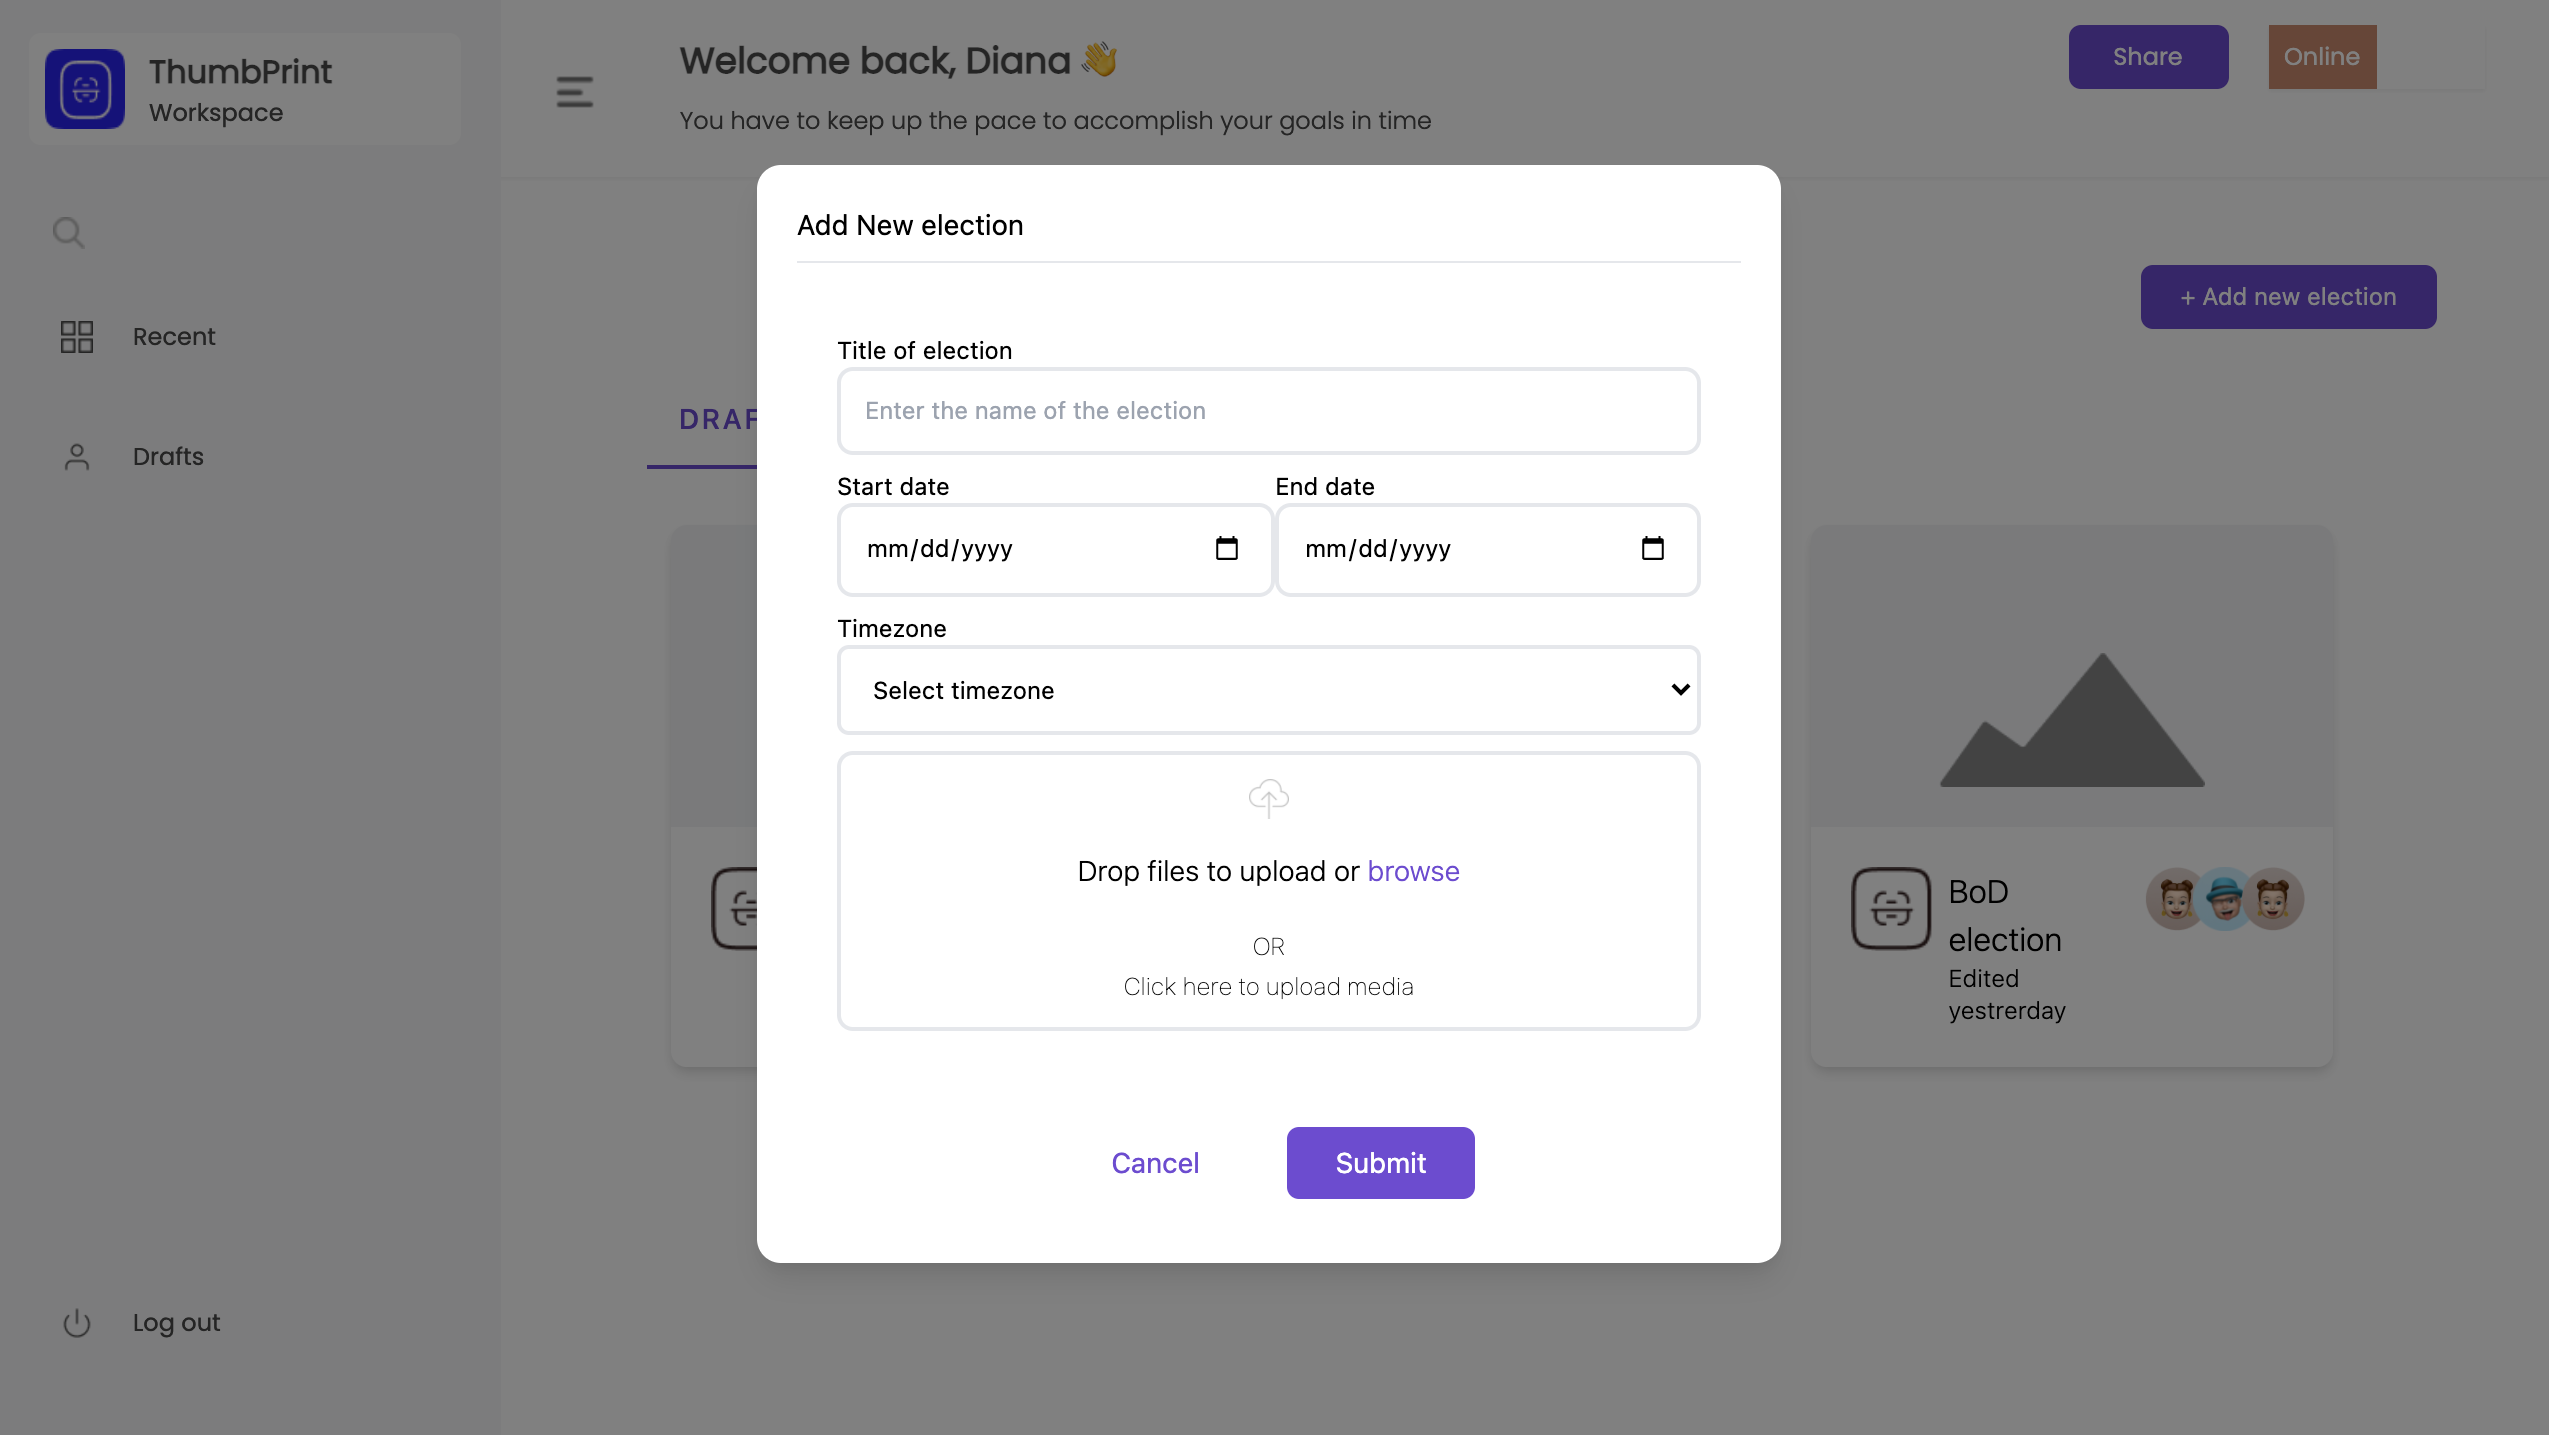 ThumbPrint
Workspace
Recent
Drafts
Log out
Welcome back, Diana 👋
You have to keep up the pace to accomplish your goals in time
Share
Online
+ Add new election
Add New election
Title of election
Enter the name of the election
Start date
End date
mm/dd/yyyy
mm/dd/yyyy
Timezone
Select timezone
Drop files to upload or browse
OR
Click here to upload media
Cancel
Submit
BoD
election
Edited
yestrerday